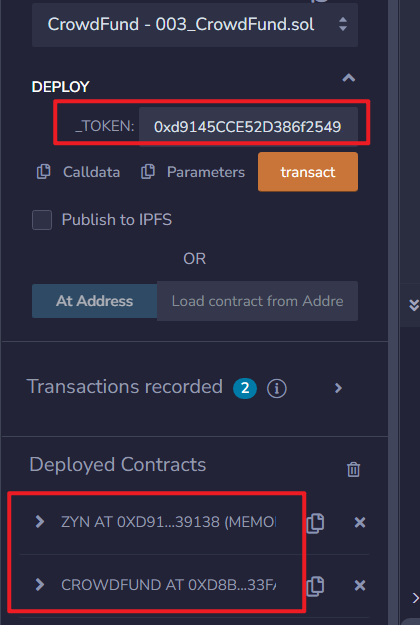 CrowdFund - 003_CrowdFund.sol
DEPLOY
_TOKEN: 0xd9145CCE52D386f2549
Calldata Parameters transact
Publish to IPFS
OR
At Address Load contract from Addre
Transactions recorded 2
Deployed Contracts
ZYN AT 0XD91...39138 (MEMO
CROWDFUND AT 0XD8B...33FA